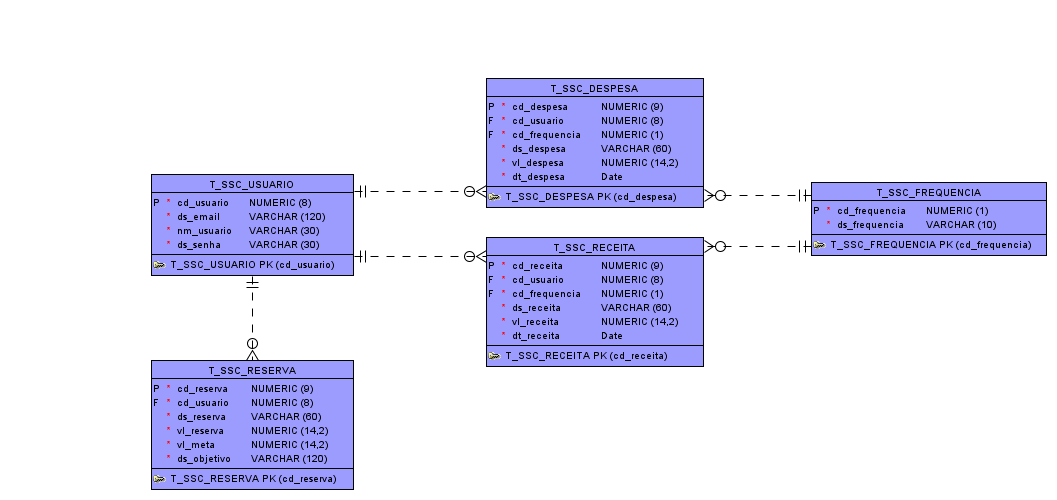 T_SSC_DESPESA
P * cd_despesa NUMERIC (9)
F * cd_usuario NUMERIC (8)
F * cd_frequencia NUMERIC (1)
* ds_despesa VARCHAR (60)
* vl_despesa NUMERIC (14,2)
* dt_despesa Date
T_SSC_DESPESA PK (cd_despesa)
T_SSC_USUARIO
P * cd_usuario NUMERIC (8)
* ds_email VARCHAR (120)
* nm_usuario VARCHAR (30)
* ds_senha VARCHAR (30)
T_SSC_USUARIO PK (cd_usuario)
T_SSC_FREQUENCIA
P * cd_frequencia NUMERIC (1)
* ds_frequencia VARCHAR (10)
T_SSC_FREQUENCIA PK (cd_frequencia)
T_SSC_RECEITA
P * cd_receita NUMERIC (9)
F * cd_usuario NUMERIC (8)
F * cd_frequencia NUMERIC (1)
* ds_receita VARCHAR (60)
* vl_receita NUMERIC (14,2)
* dt_receita Date
T_SSC_RECEITA PK (cd_receita)
T_SSC_RESERVA
P * cd_reserva NUMERIC (9)
F * cd_usuario NUMERIC (8)
* ds_reserva VARCHAR (60)
* vl_reserva NUMERIC (14,2)
* vl_meta NUMERIC (14,2)
* ds_objetivo VARCHAR (120)
T_SSC_RESERVA PK (cd_reserva)